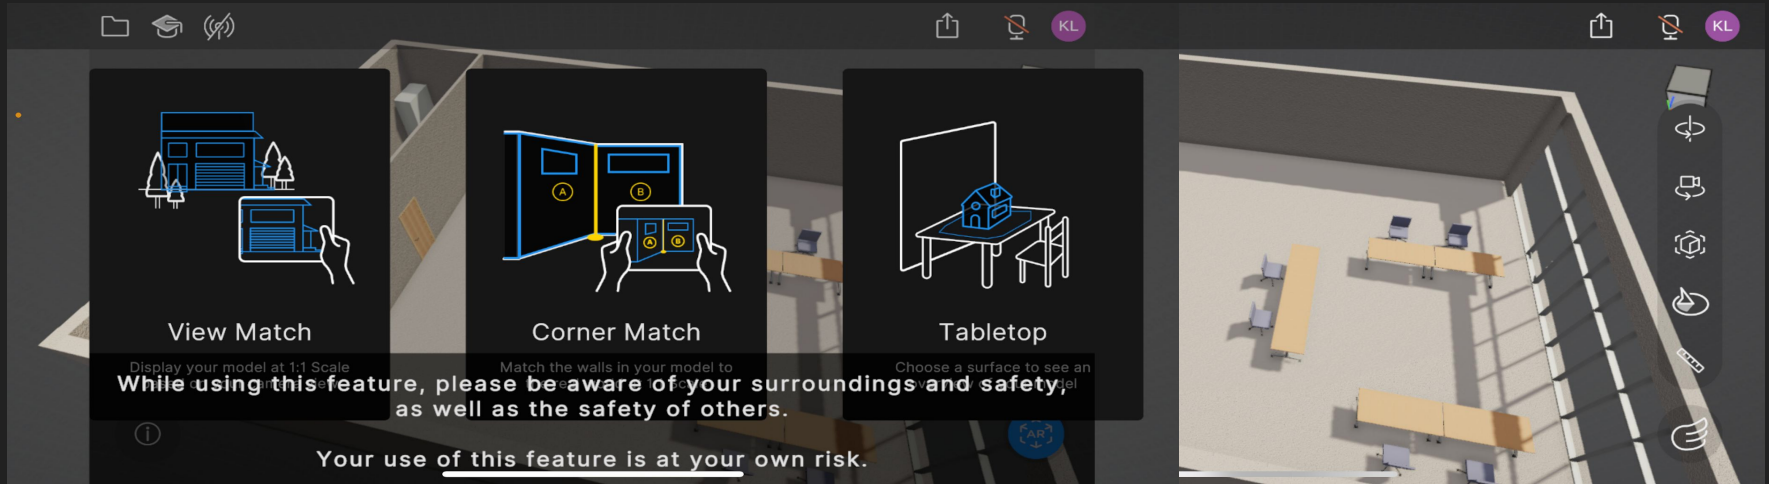 KL
KL
A
B
A
B
View Match
Corner Match
Tabletop
Display your model at 1:1 Scale
Match the walls in your model to
Choose a surface to see an
While using this feature, please be aware of your surroundings and safety,
as well as the safety of others.
AR
Your use of this feature is at your own risk.